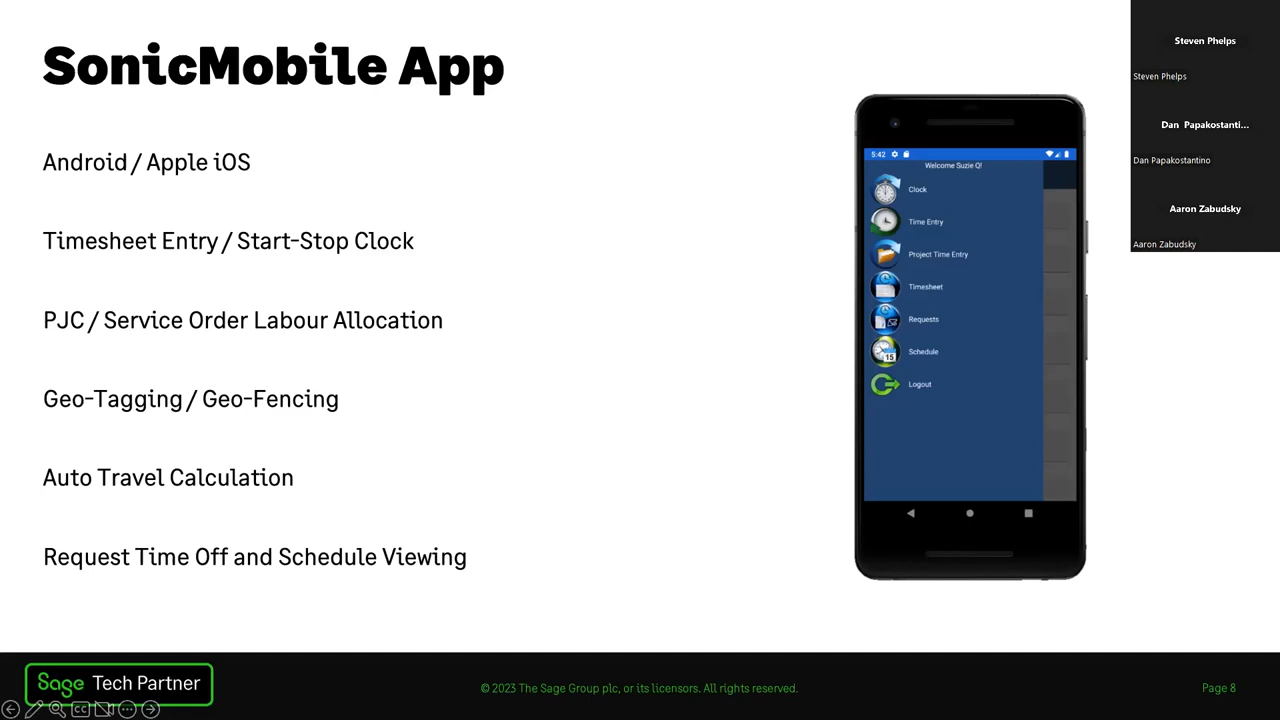 SonicMobile App
Android / Apple iOS
Timesheet Entry / Start-Stop Clock
PJC / Service Order Labour Allocation
Geo-Tagging / Geo-Fencing
Auto Travel Calculation
Request Time Off and Schedule Viewing
5:42
Welcome Suzie Q!
Clock
Time Entry
Project Time Entry
Timesheet
Requests
15
Schedule
Logout
Steven Phelps
Steven Phelps
Dan Papakostanti...
Dan Papakostantino
Aaron Zabudsky
Aaron Zabudsky
Sage Tech Partner
CC
© 2023 The Sage Group plc, or its licensors. All rights reserved.
Page 8